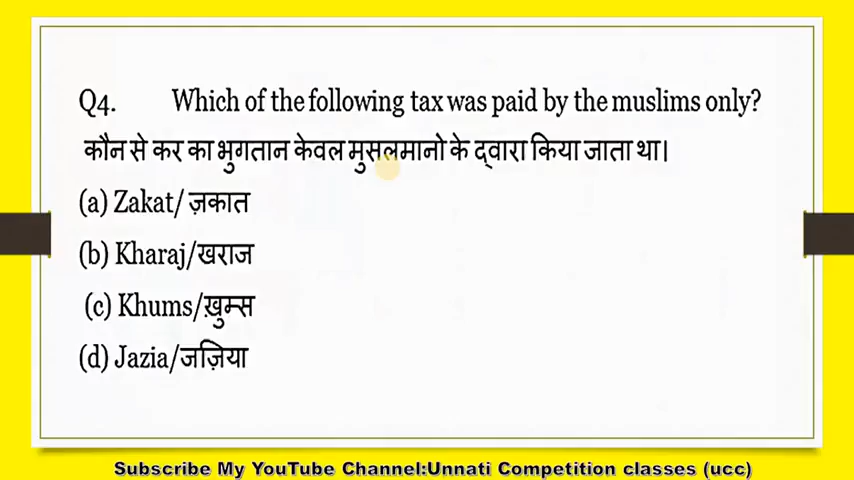 Q4. Which of the following tax was paid by the muslims only?
कौन से कर का भुगतान केवल मुसलमानो के द्वारा किया जाता था।
(a) Zakat/ ज़कात
(b) Kharaj/खराज
(c) Khums/ख़ुम्स
(d) Jazia/जज़िया
Subscribe My YouTube Channel:Unnati Competition classes (ucc)